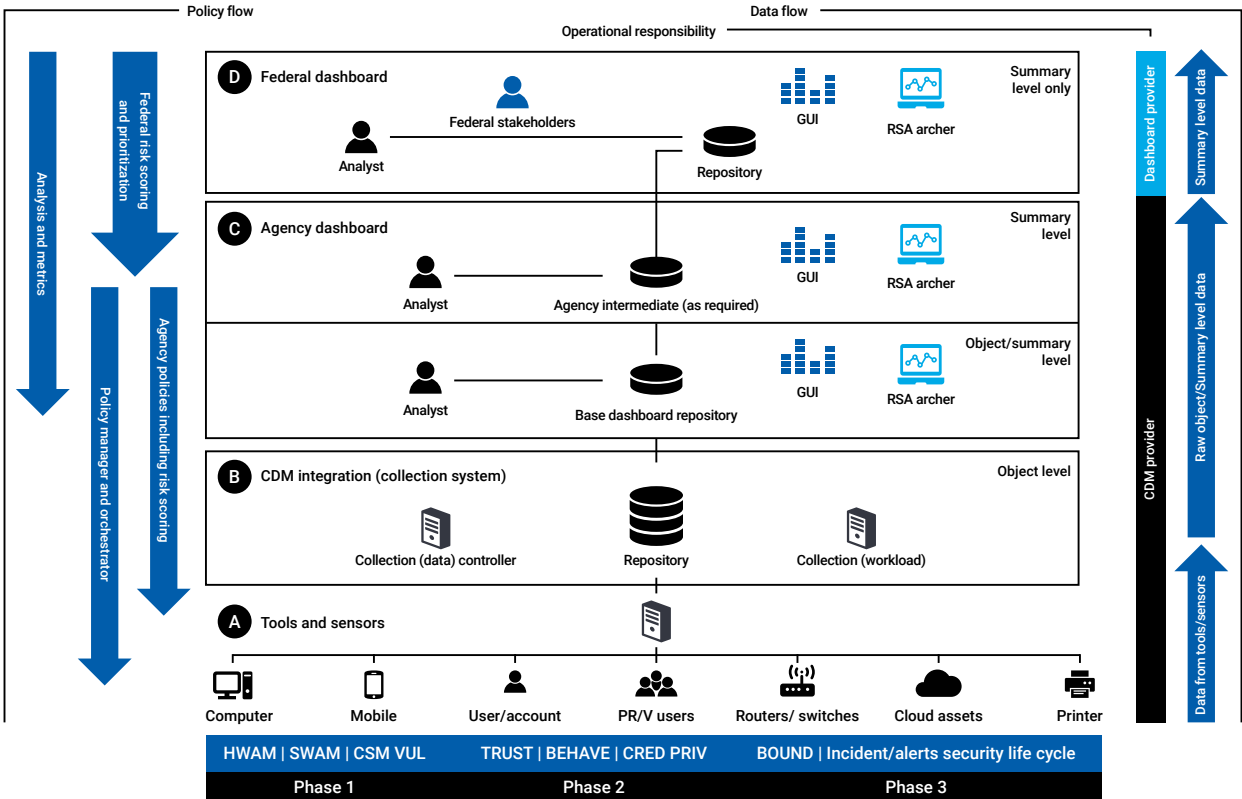 Policy flow
Data flow
Operational responsibility
D
Federal dashboard
Federal stakeholders
Analyst
Repository
GUI
RSA archer
Summary
level only
C
Agency dashboard
Analyst
Agency intermediate (as required)
GUI
RSA archer
Summary
level
Analyst
Base dashboard repository
GUI
RSA archer
Object/summary
level
B
CDM integration (collection system)
Object level
Collection (data) controller
Repository
Collection (workload)
A
Tools and sensors
Computer
Mobile
User/account
PR/V users
Routers/ switches
Cloud assets
Printer
HWAM | SWAM | CSM VUL
TRUST | BEHAVE | CRED PRIV
BOUND | Incident/alerts security life cycle
Phase 1
Phase 2
Phase 3
Analysis and metrics
Federal risk scoring
and prioritization
Policy manager and orchestrator
Agency policies including risk scoring
Dashboard provider
CDM provider
Summary level data
Raw object/Summary level data
Data from tools/sensors